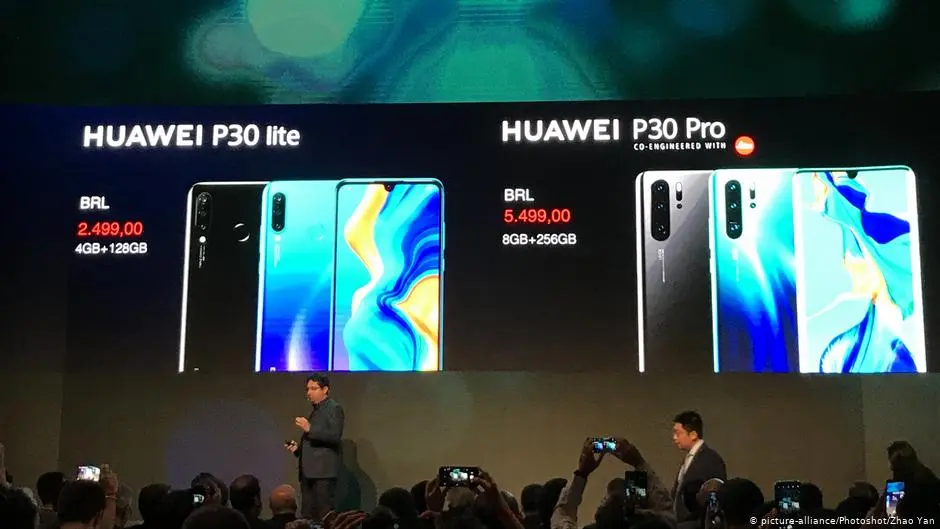 HUAWEI P30 lite
BRL
2.499,00
4GB+128GB
HUAWEI P30 Pro
CO-ENGINEERED WITH
BRL
5.499,00
8GB+256GB
© picture-alliance/Photoshot/Zhao Yan